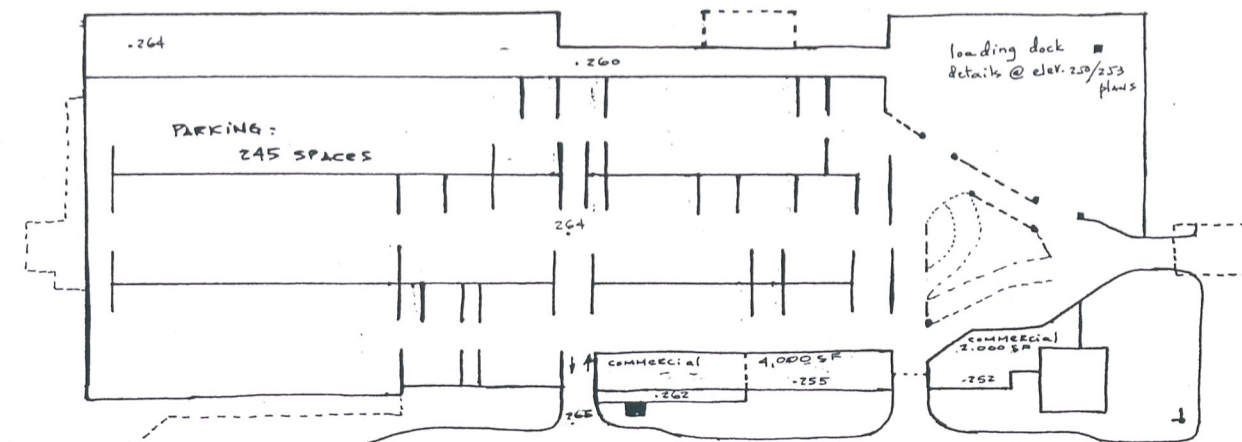 .264
.260
loading dock
details @ elev. 250/253
plans
PARKING:
245 SPACES
264
commercial 4,000 SF
.255
.262
265
commercial
2.000 SF
.252